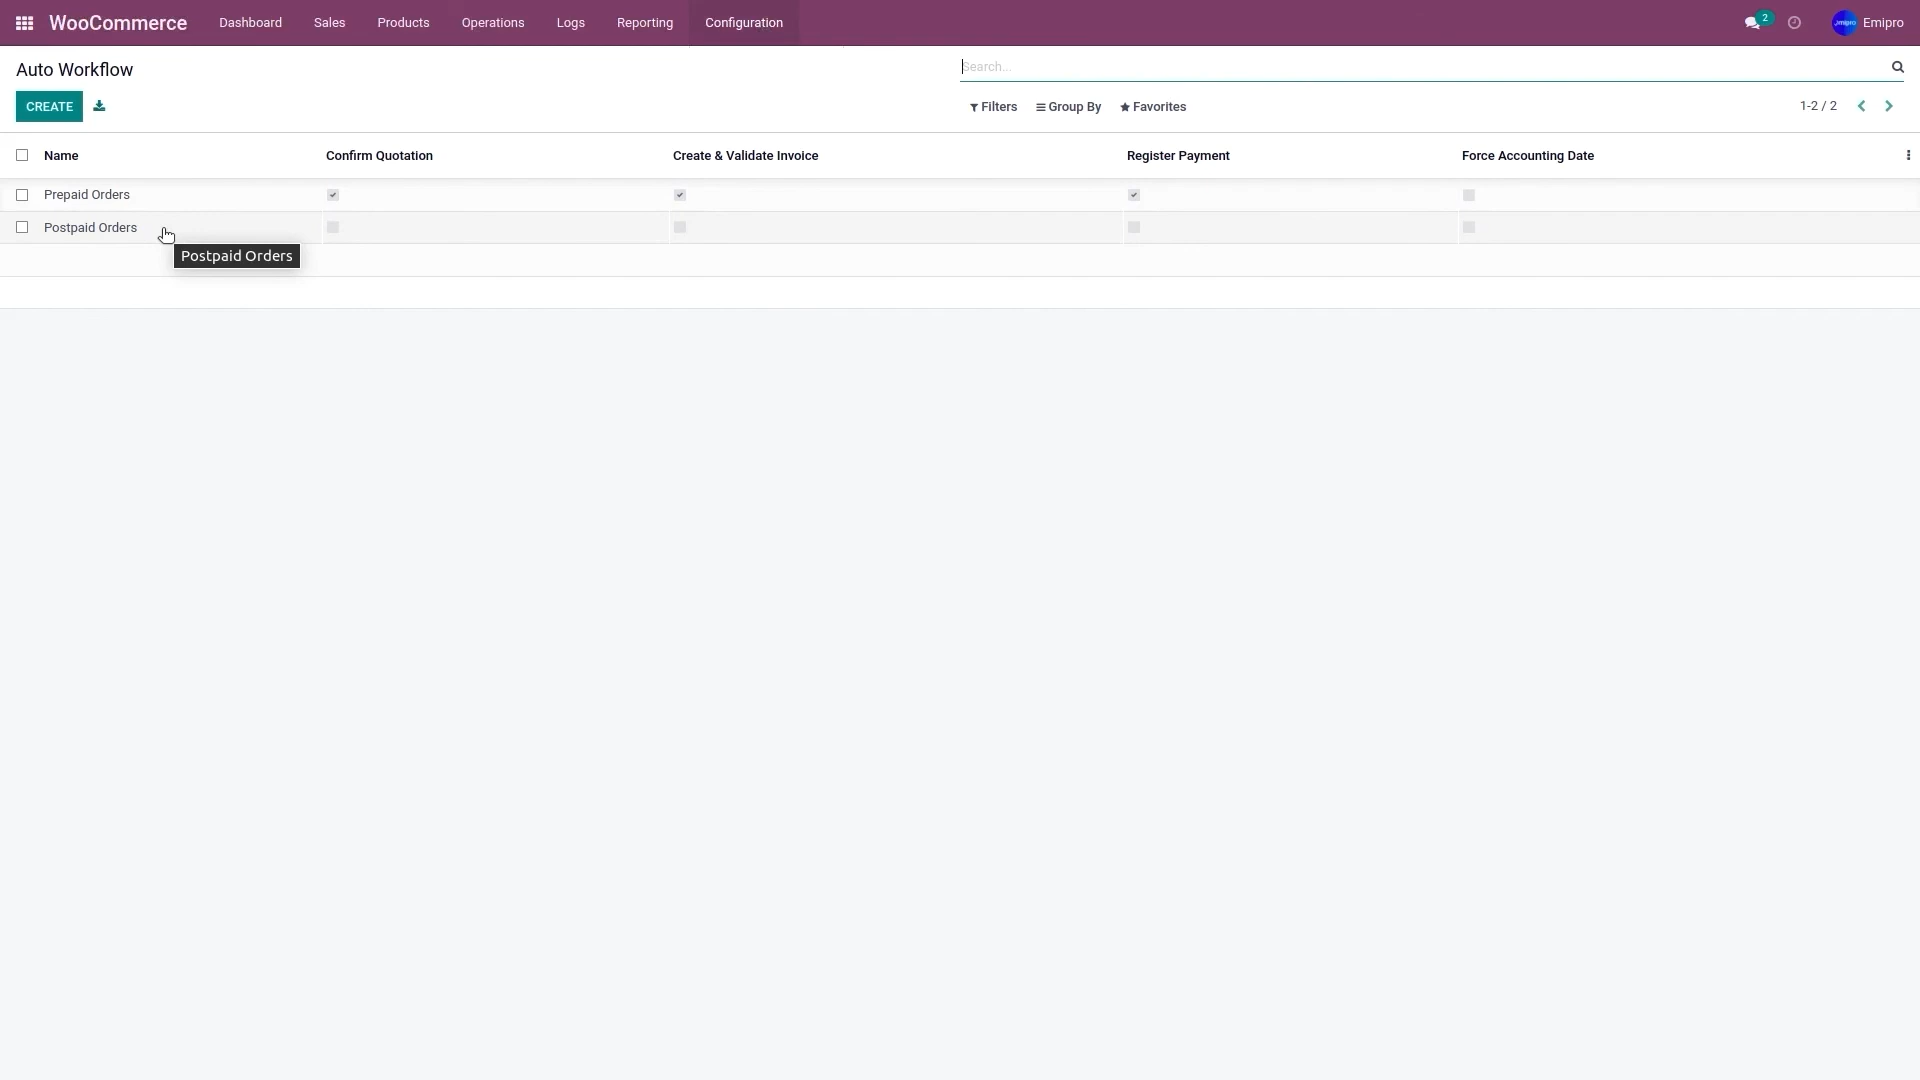 WooCommerce Dashboard Sales Products Operations Logs Reporting Configuration 2 Emipro
Auto Workflow Search...
CREATE Filters Group By Favorites 1-2 / 2
Name Confirm Quotation Create & Validate Invoice Register Payment Force Accounting Date
Prepaid Orders
Postpaid Orders
Postpaid Orders